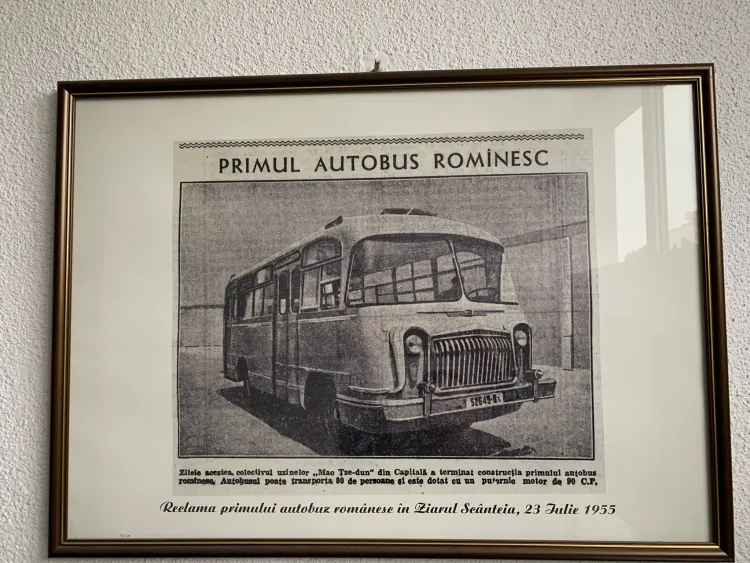 PRIMUL AUTOBUS ROMÎNESC
52649-B
Zilele acestea, colectivul uzinelor „Mao Tze-dun” din Capitală a terminat construcția primului autobus
romînesc. Autobusul poate transporta 80 de persoane și este dotat cu un puternic motor de 90 C.P.
Reclama primului autobuz românesc în Ziarul Scânteia, 23 Iulie 1955